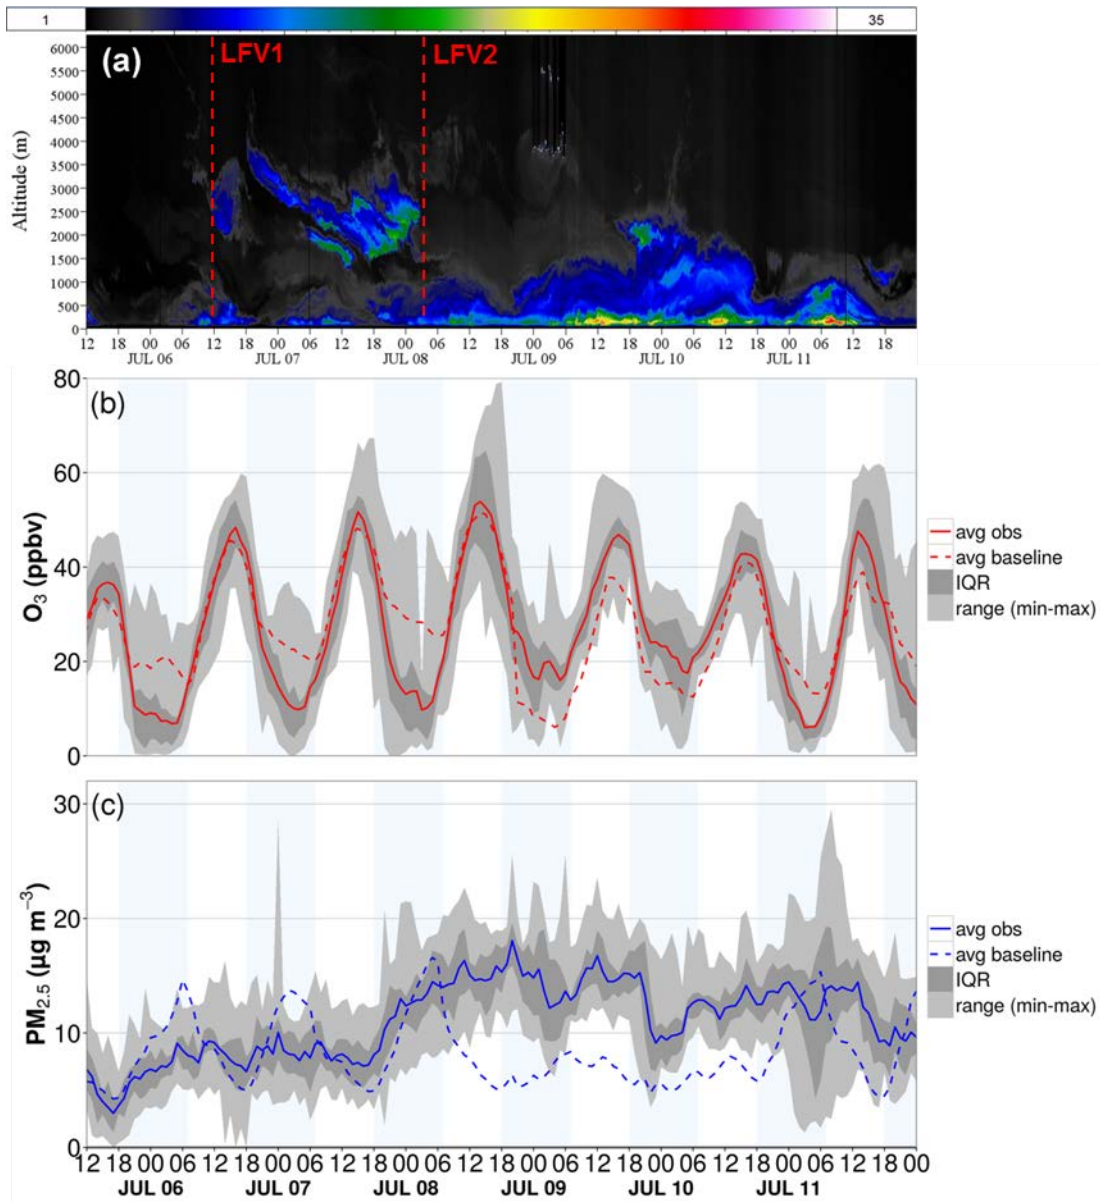 1 35
(a) LFV1 LFV2
Altitude (m)
6000
5500
5000
4500
4000
3500
3000
2500
2000
1500
1000
500
0
12 18 00 06 12 18 00 06 12 18 00 06 12 18 00 06 12 18 00 06 12 18 00 06 12 18
JUL 06 JUL 07 JUL 08 JUL 09 JUL 10 JUL 11
(b)
O₃ (ppbv)
80
60
40
20
0
avg obs
avg baseline
IQR
range (min-max)
(c)
PM₂.₅ (µg m⁻³)
30
20
10
0
avg obs
avg baseline
IQR
range (min-max)
12 18 00 06 12 18 00 06 12 18 00 06 12 18 00 06 12 18 00 06 12 18 00 06 12 18 00
JUL 06 JUL 07 JUL 08 JUL 09 JUL 10 JUL 11